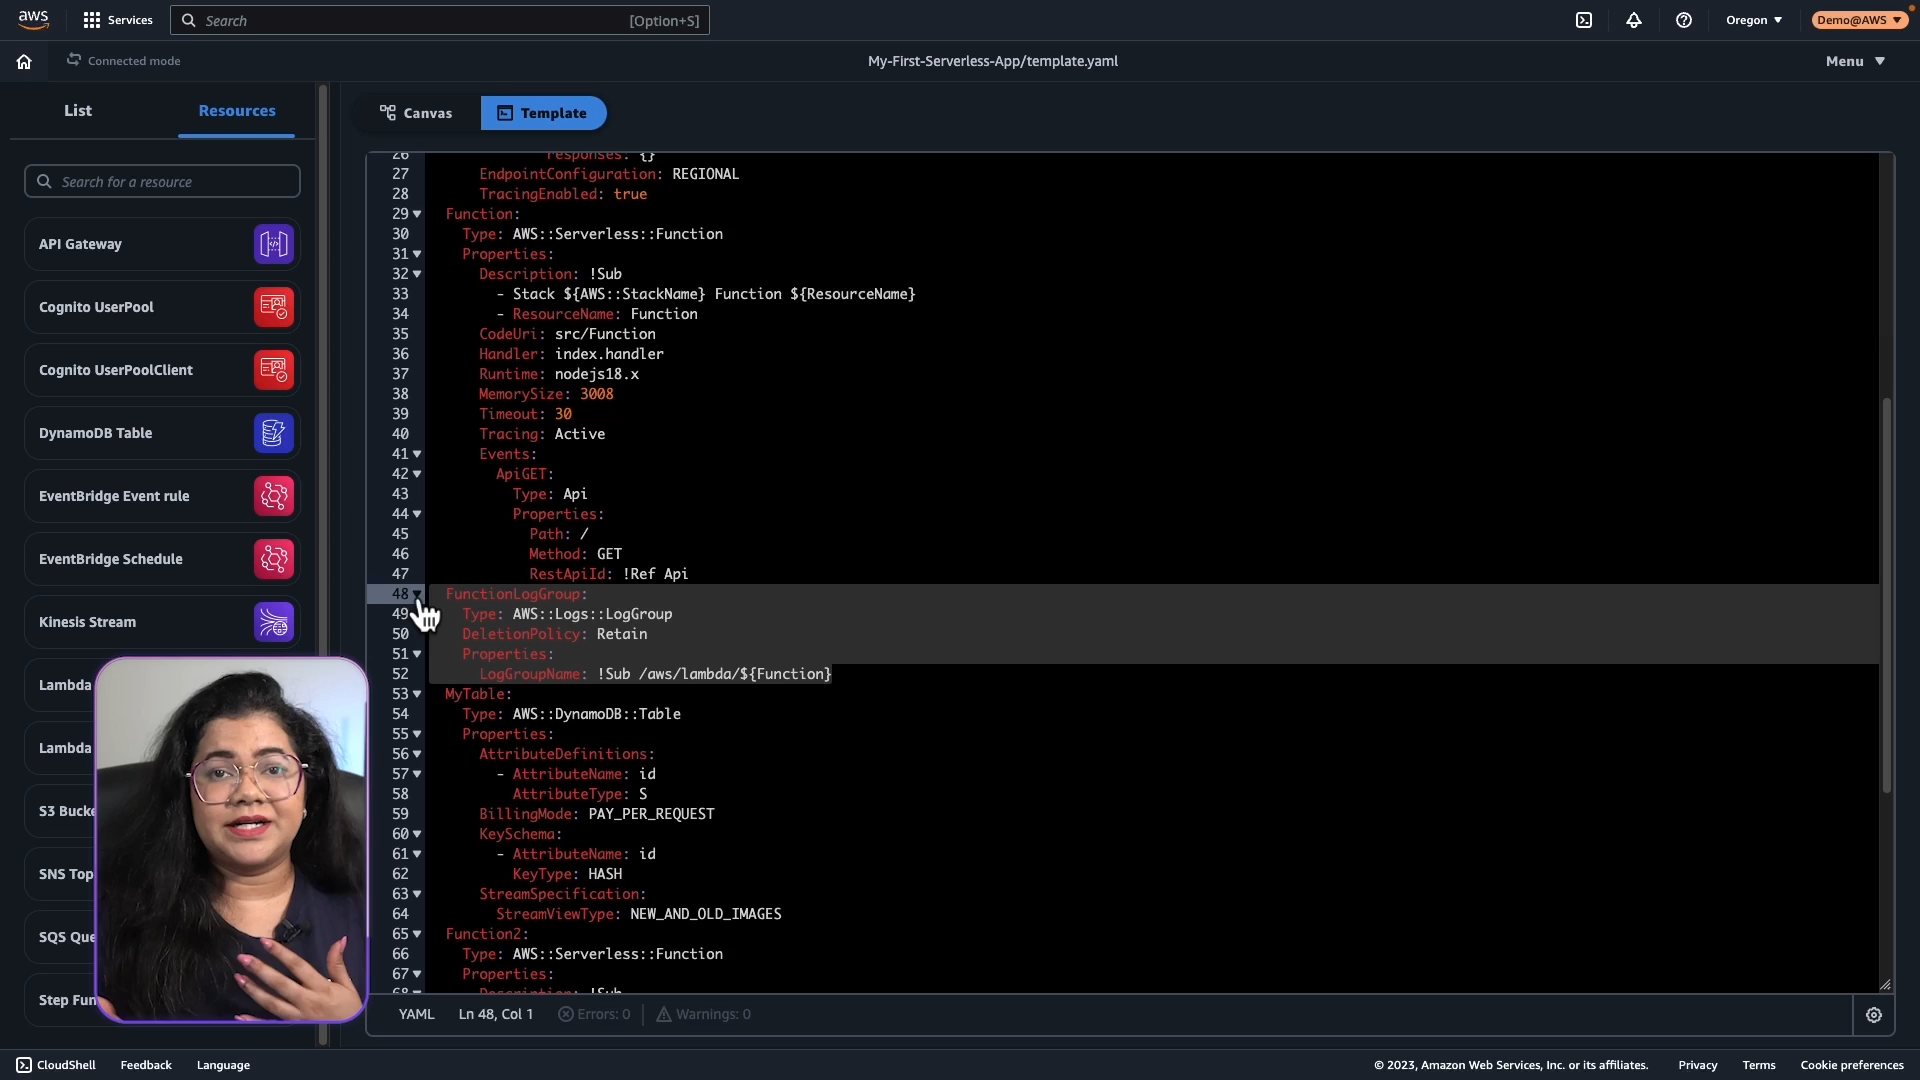 aws
Services
Search
[Option+S]
Oregon
Demo@AWS
Connected mode
My-First-Serverless-App/template.yaml
Menu
List
Resources
Canvas
Template
Search for a resource
API Gateway
Cognito UserPool
Cognito UserPoolClient
DynamoDB Table
EventBridge Event rule
EventBridge Schedule
Kinesis Stream
Lambda
Lambda
S3 Bucke
SNS Top
SQS Que
Step Fun
26 responses: {}
27 EndpointConfiguration: REGIONAL
28 TracingEnabled: true
29 Function:
30 Type: AWS::Serverless::Function
31 Properties:
32 Description: !Sub
33 - Stack ${AWS::StackName} Function ${ResourceName}
34 - ResourceName: Function
35 CodeUri: src/Function
36 Handler: index.handler
37 Runtime: nodejs18.x
38 MemorySize: 3008
39 Timeout: 30
40 Tracing: Active
41 Events:
42 ApiGET:
43 Type: Api
44 Properties:
45 Path: /
46 Method: GET
47 RestApiId: !Ref Api
48 FunctionLogGroup:
49 Type: AWS::Logs::LogGroup
50 DeletionPolicy: Retain
51 Properties:
52 LogGroupName: !Sub /aws/lambda/${Function}
53 MyTable:
54 Type: AWS::DynamoDB::Table
55 Properties:
56 AttributeDefinitions:
57 - AttributeName: id
58 AttributeType: S
59 BillingMode: PAY_PER_REQUEST
60 KeySchema:
61 - AttributeName: id
62 KeyType: HASH
63 StreamSpecification:
64 StreamViewType: NEW_AND_OLD_IMAGES
65 Function2:
66 Type: AWS::Serverless::Function
67 Properties:
68 Description: !Sub
YAML Ln 48, Col 1 Errors: 0 Warnings: 0
CloudShell Feedback Language © 2023, Amazon Web Services, Inc. or its affiliates. Privacy Terms Cookie preferences